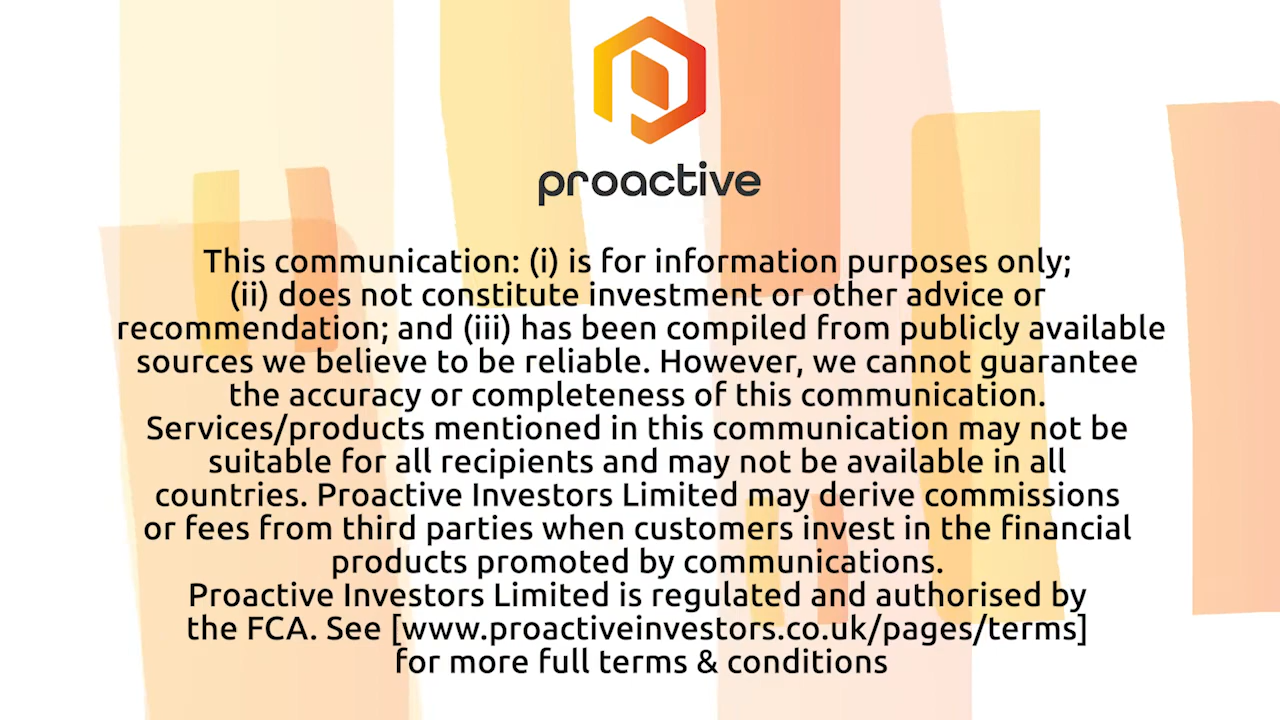 proactive
This communication: (i) is for information purposes only;
(ii) does not constitute investment or other advice or
recommendation; and (iii) has been compiled from publicly available
sources we believe to be reliable. However, we cannot guarantee
the accuracy or completeness of this communication.
Services/products mentioned in this communication may not be
suitable for all recipients and may not be available in all
countries. Proactive Investors Limited may derive commissions
or fees from third parties when customers invest in the financial
products promoted by communications.
Proactive Investors Limited is regulated and authorised by
the FCA. See [www.proactiveinvestors.co.uk/pages/terms]
for more full terms & conditions